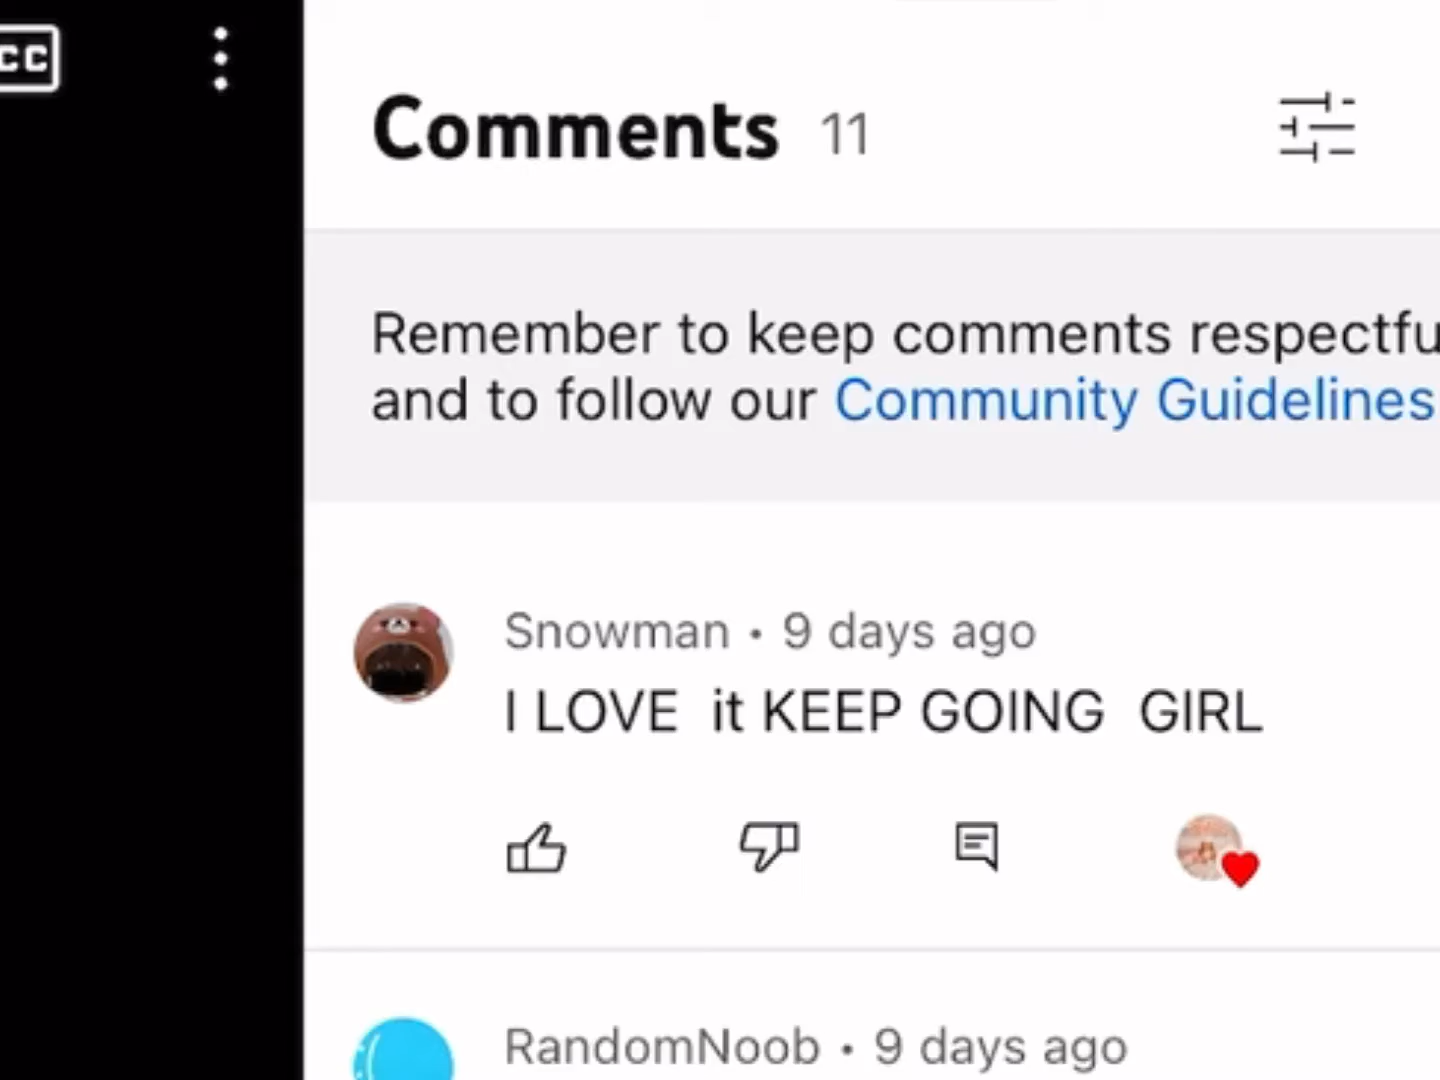 CC
Comments 11
Remember to keep comments respectfu
and to follow our Community Guidelines
Snowman • 9 days ago
I LOVE  it KEEP GOING  GIRL
RandomNoob • 9 days ago